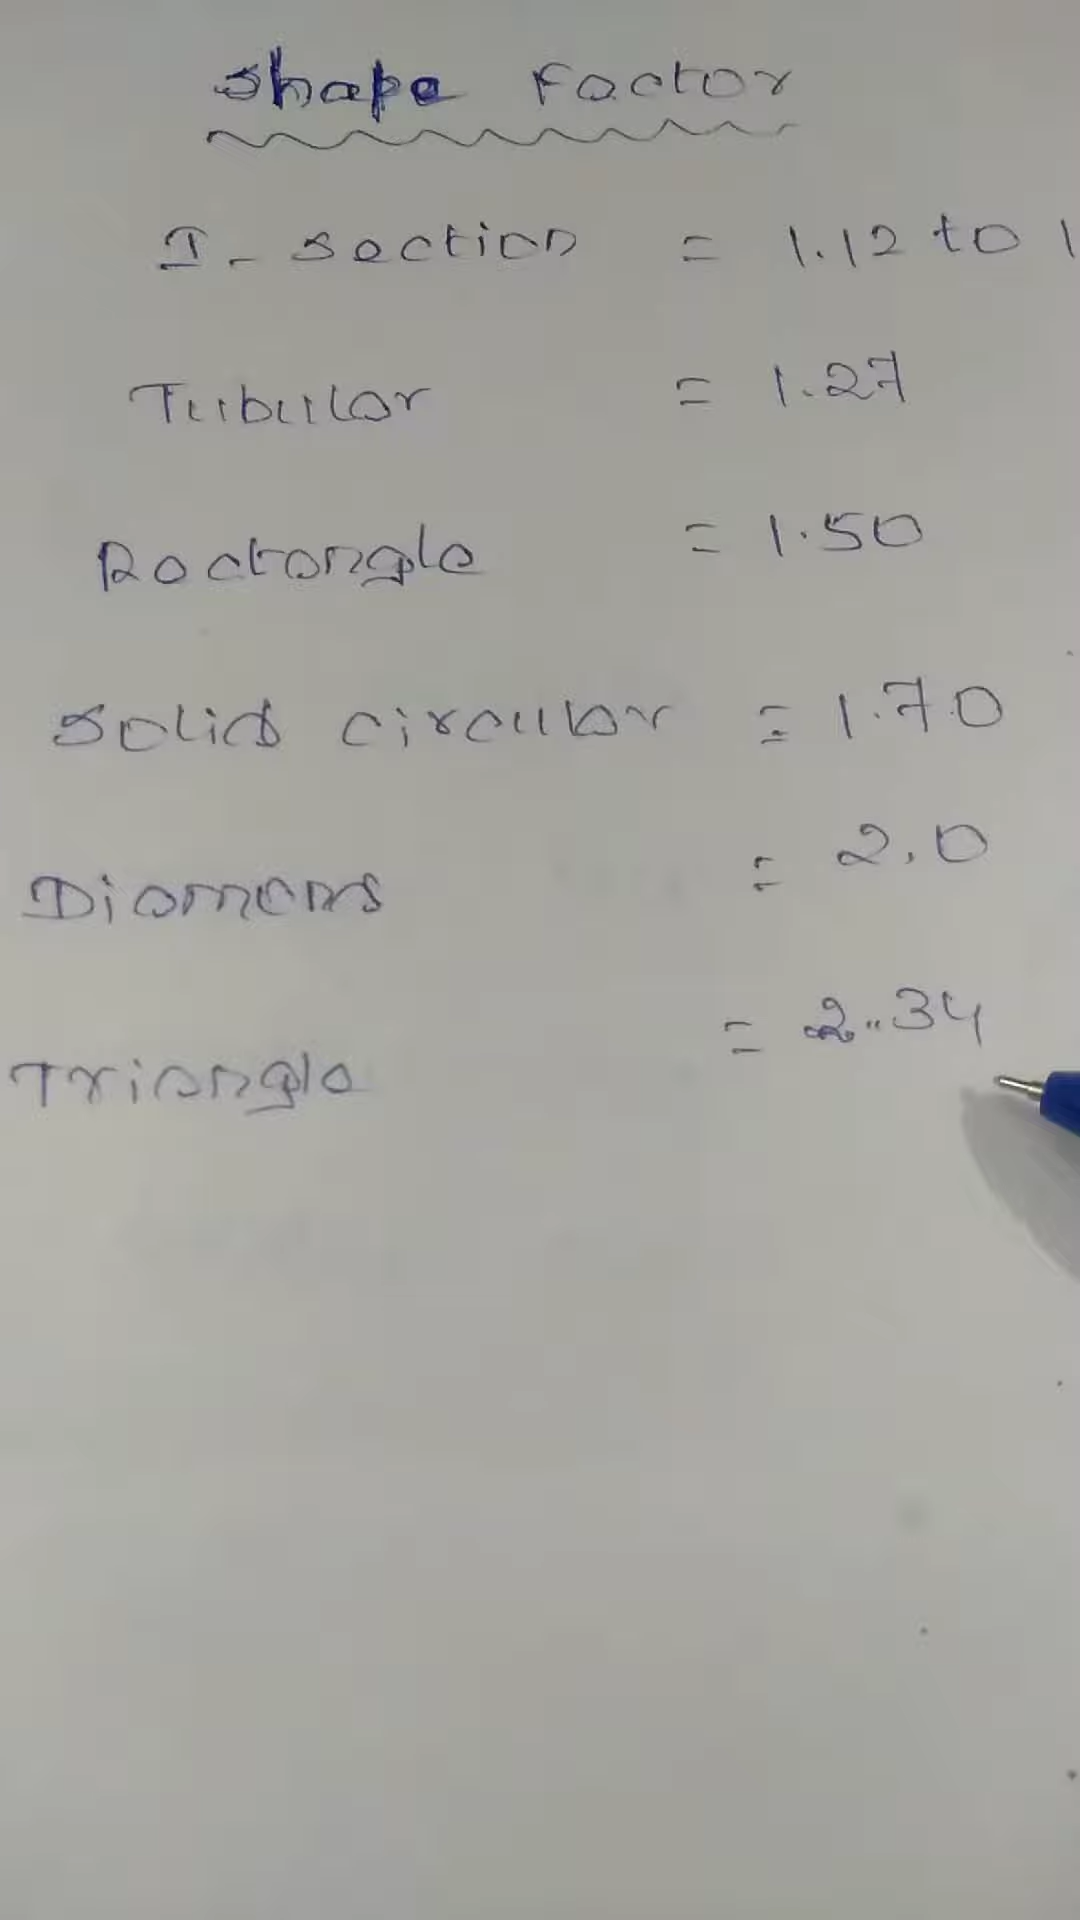 Shape Factor
I - Section = 1.12 to 1
Tubular = 1.27
Rectangle = 1.50
Solid circular = 1.70
Diamond = 2.0
Triangle = 2.34